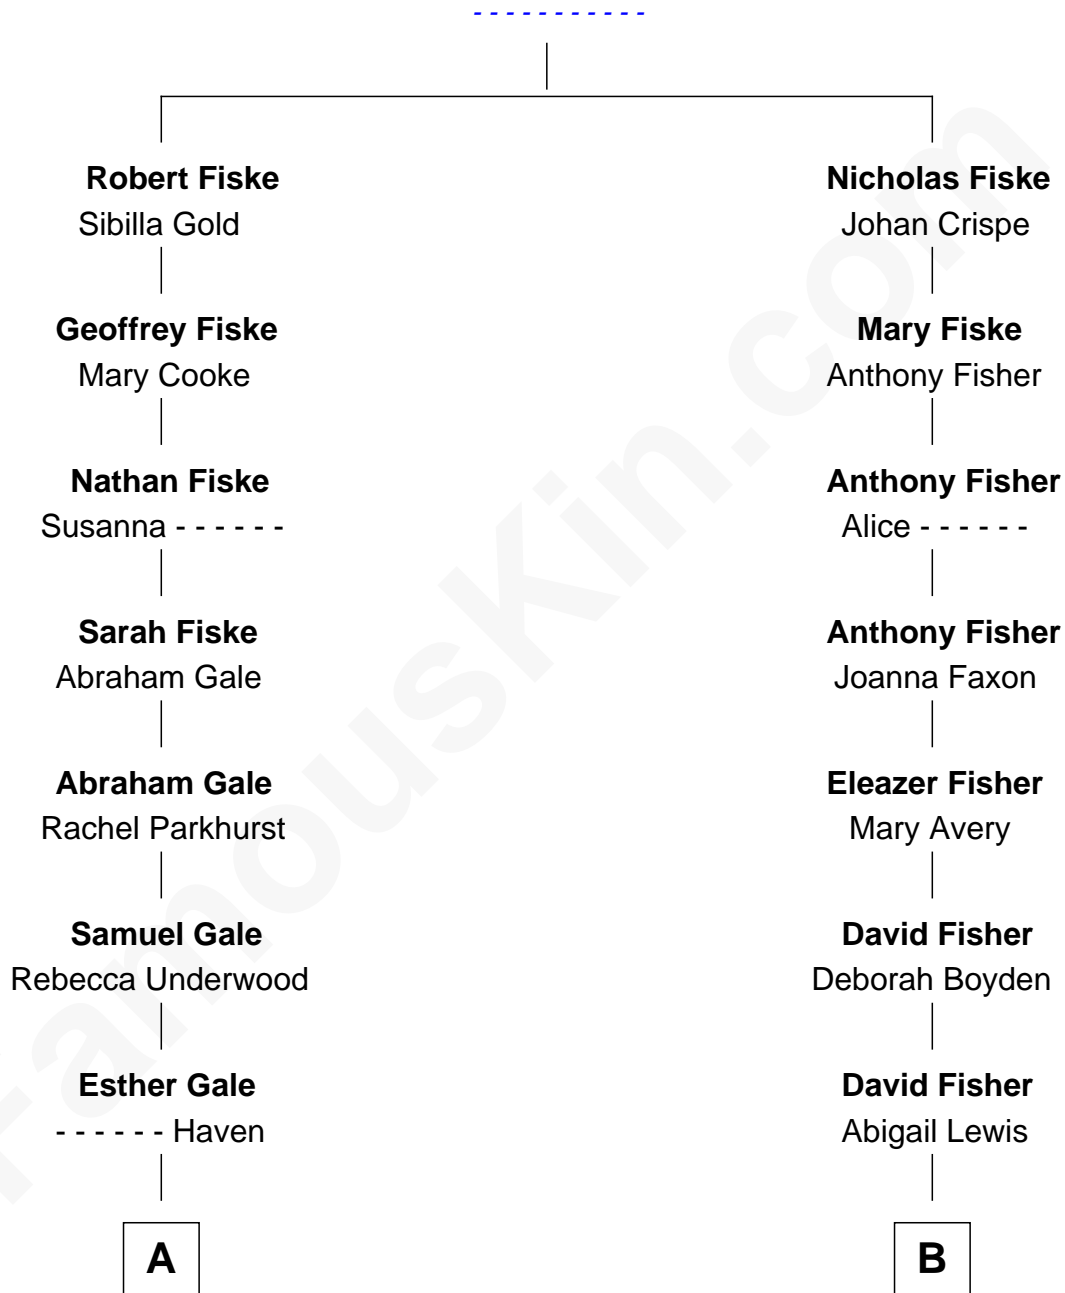 - - - - - - - - - - -
Robert Fiske
Sibilla Gold
Geoffrey Fiske
Mary Cooke
Nathan Fiske
Susanna - - - - - -
Sarah Fiske
Abraham Gale
Abraham Gale
Rachel Parkhurst
Samuel Gale
Rebecca Underwood
Esther Gale
- - - - - - Haven
A
Nicholas Fiske
Johan Crispe
Mary Fiske
Anthony Fisher
Anthony Fisher
Alice - - - - - -
Anthony Fisher
Joanna Faxon
Eleazer Fisher
Mary Avery
David Fisher
Deborah Boyden
David Fisher
Abigail Lewis
B
FamousKin.com